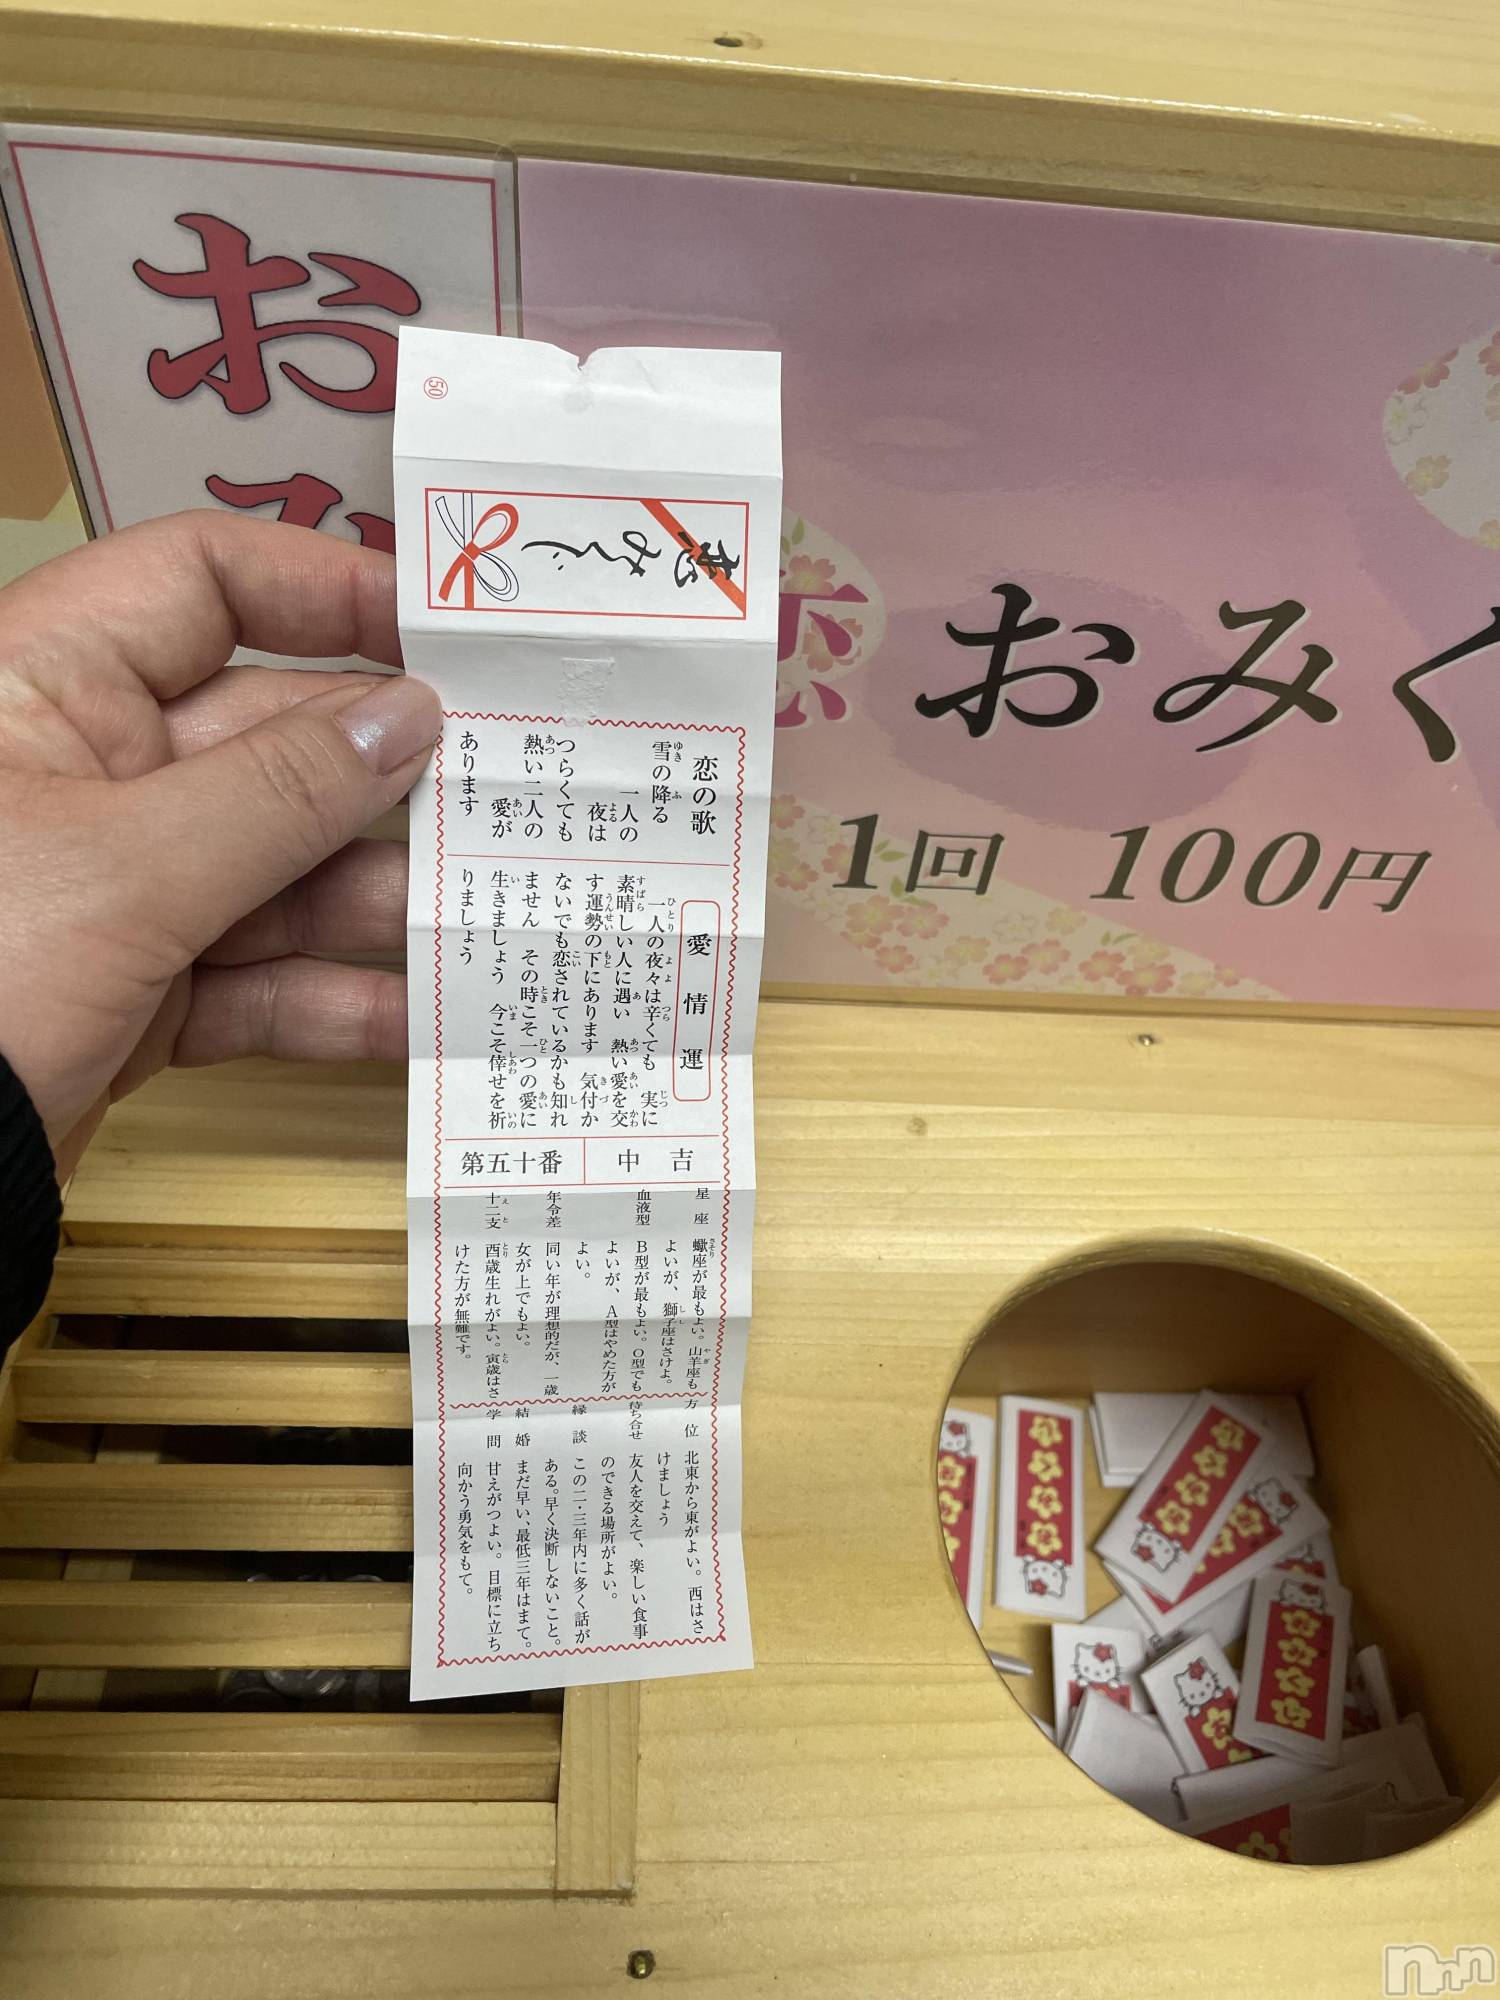 お
み
恋おみく
1回 100円
㊿
恋みくじ
恋の歌
雪の降る
一人の
夜は
つらくても
熱い二人の
愛が
あります
愛情運
一人の夜々は辛くても 実に
素晴しい人に遇い 熱い愛を交
す運勢の下にあります 気付か
ないでも恋されているかも知れ
ません その時こそ一つの愛に
生きましょう 今こそ倖せを祈
りましょう
中吉
第五十番
星座 蠍座が最もよい。山羊座も
よいが、獅子座はさけよ。
血液型 B型が最もよい。O型でも
よいが、A型はやめた方が
よい。
年令差 同い年が理想的だが、一歳
女が上でもよい。
十二支 酉歳生れがよい。寅歳はさ
けた方が無難です。
方位 北東から東がよい。西はさ
けましょう
待ち合せ 友人を交えて、楽しい食事
のできる場所がよい。
縁談 この二・三年内に多く話が
ある。早く決断しないこと。
結婚 まだ早い、最低三年はまて。
学問 甘えがつよい。目標に立ち
向かう勇気をもて。
nnn